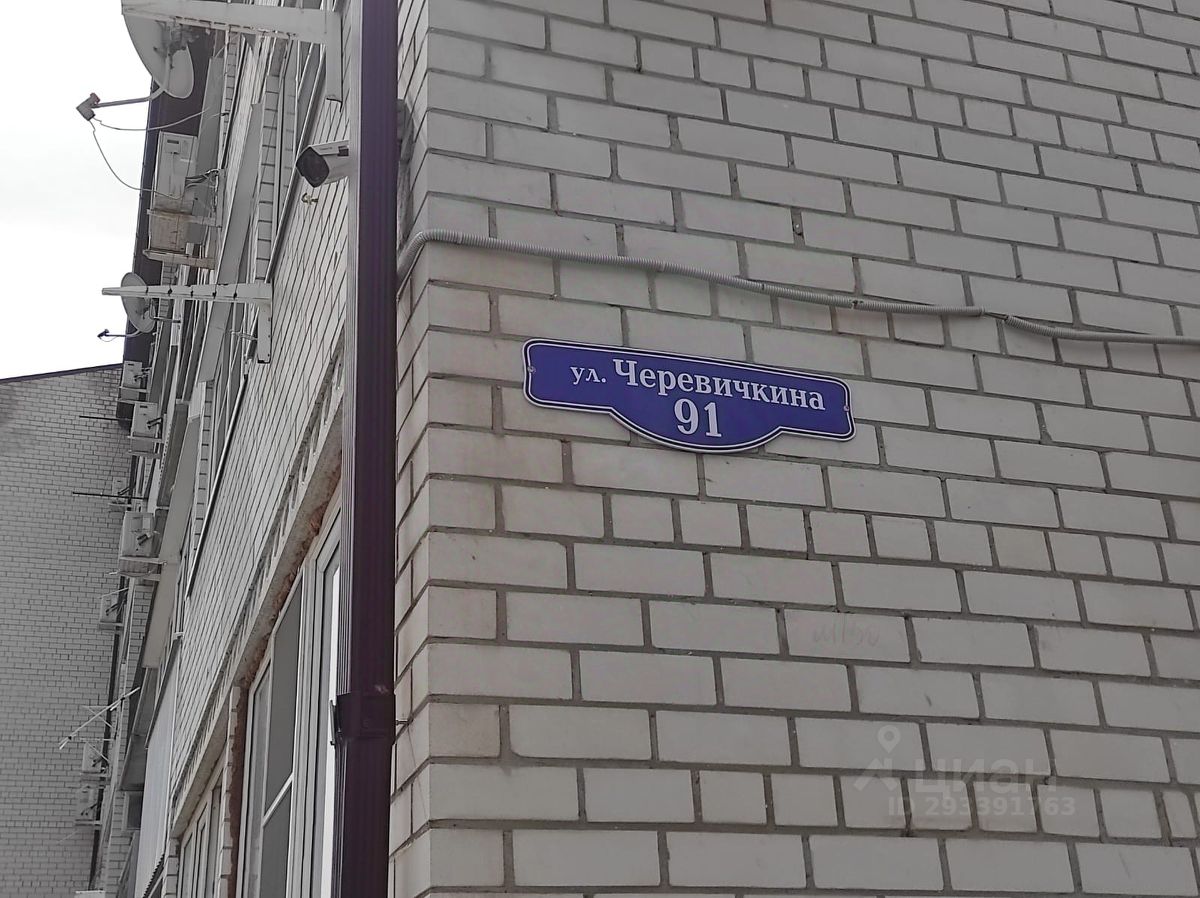 ул. Черевичкина
91
циан
ID 293391763